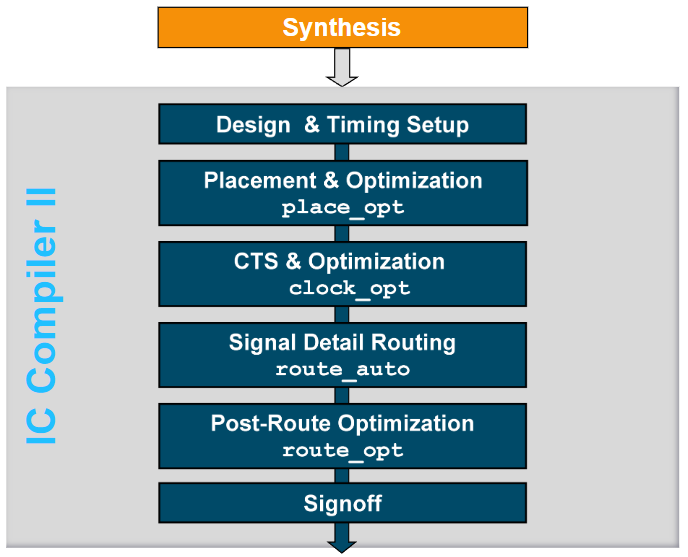 Synthesis
IC Compiler II
Design & Timing Setup
Placement & Optimization
place_opt
CTS & Optimization
clock_opt
Signal Detail Routing
route_auto
Post-Route Optimization
route_opt
Signoff